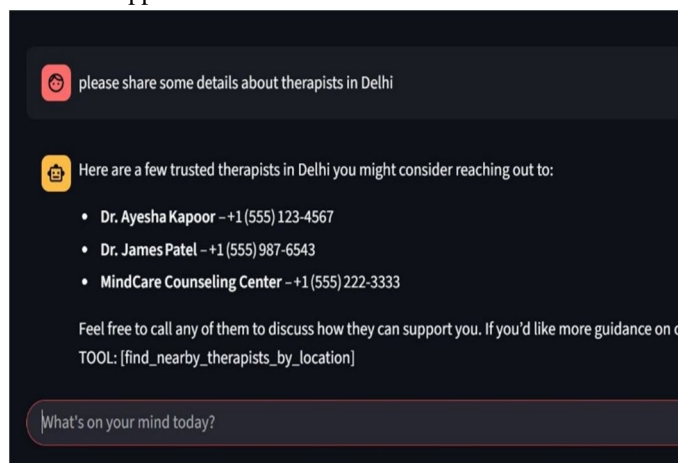 please share some details about therapists in Delhi
Here are a few trusted therapists in Delhi you might consider reaching out to:
• Dr. Ayesha Kapoor – +1 (555) 123-4567
• Dr. James Patel – +1 (555) 987-6543
• MindCare Counseling Center – +1 (555) 222-3333
Feel free to call any of them to discuss how they can support you. If you'd like more guidance on
TOOL: [find_nearby_therapists_by_location]
What's on your mind today?